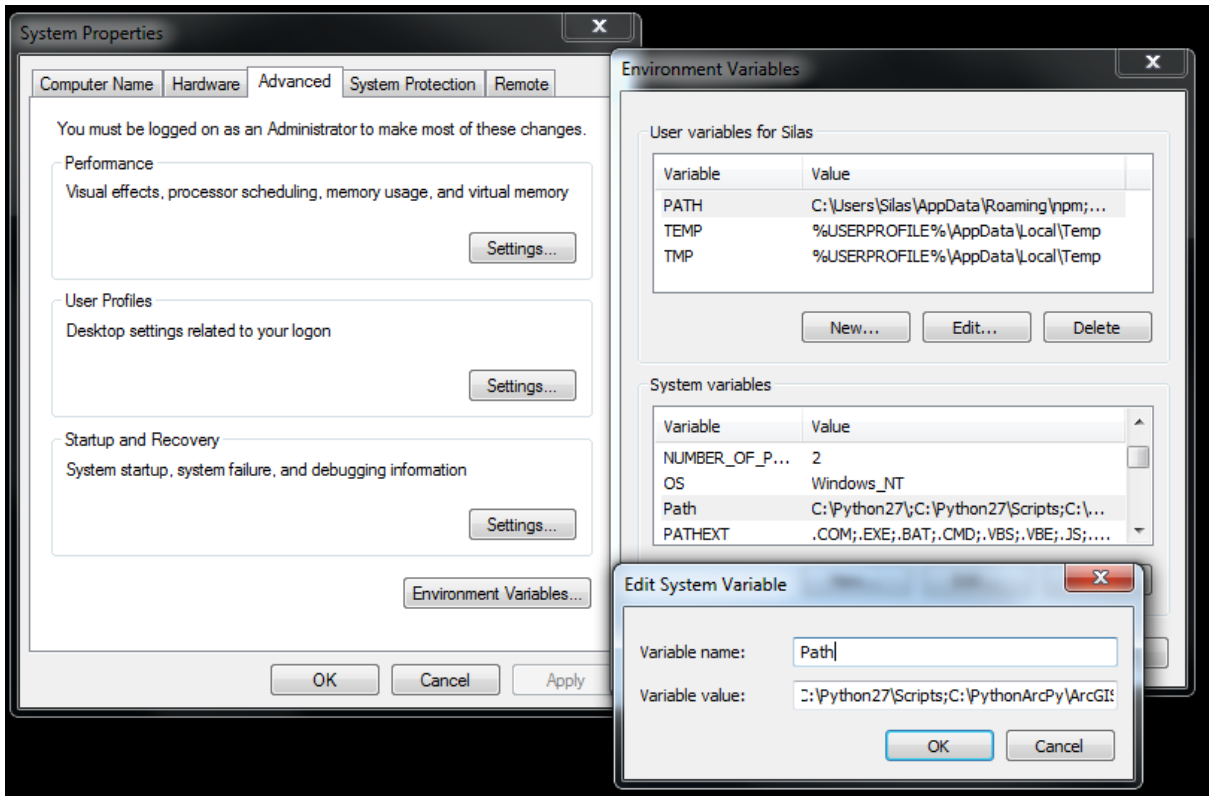 System Properties
Computer Name Hardware Advanced System Protection Remote
You must be logged on as an Administrator to make most of these changes.
Performance
Visual effects, processor scheduling, memory usage, and virtual memory
Settings...
User Profiles
Desktop settings related to your logon
Settings...
Startup and Recovery
System startup, system failure, and debugging information
Settings...
Environment Variables...
OK Cancel Apply
Environment Variables
User variables for Silas
Variable Value
PATH C:\Users\Silas\AppData\Roaming\npm;...
TEMP %USERPROFILE%\AppData\Local\Temp
TMP %USERPROFILE%\AppData\Local\Temp
New... Edit... Delete
System variables
Variable Value
NUMBER_OF_P... 2
OS Windows_NT
Path C:\Python27\;C:\Python27\Scripts;C:\...
PATHEXT .COM;.EXE;.BAT;.CMD;.VBS;.VBE;.JS;....
Edit System Variable
Variable name: Path
Variable value: C:\Python27\Scripts;C:\PythonArcPy\ArcGIS
OK Cancel